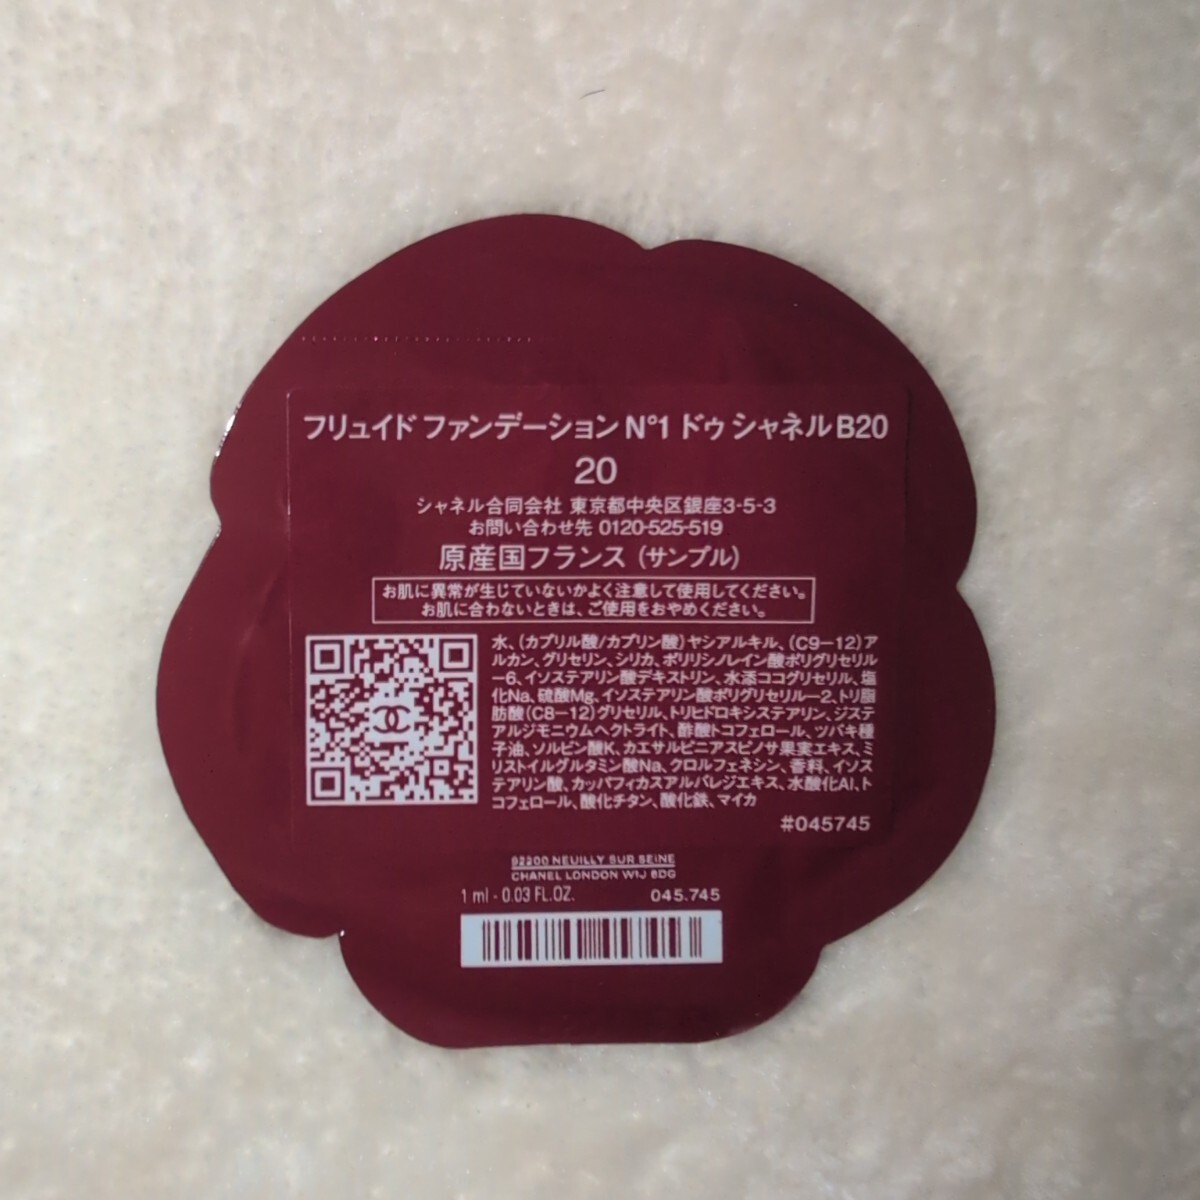 フリュイド ファンデーション N°1 ドゥ シャネル B20
20
シャネル合同会社 東京都中央区銀座3-5-3
お問い合わせ先 0120-525-519
原産国フランス (サンプル)
お肌に異常が生じていないかよく注意して使用してください。
お肌に合わないときは、ご使用をおやめください。
水、(カプリル酸/カプリン酸)ヤシアルキル、(C9-12)ア
ルカン、グリセリン、シリカ、ポリリシノレイン酸ポリグリセリル
-6、イソステアリン酸デキストリン、水添ココグリセリル、塩
化Na、硫酸Mg、イソステアリン酸ポリグリセリル-2、トリ脂
肪酸(C8-12)グリセリル、トリヒドロキシステアリン、ジステ
アルジモニウムヘクトライト、酢酸トコフェロール、ツバキ種
子油、ソルビン酸K、カエサルピニアスピノサ果実エキス、ミ
リストイルグルタミン酸Na、クロルフェネシン、香料、イソス
テアリン酸、カッパフィカスアルバレジエキス、水酸化Al、ト
コフェロール、酸化チタン、酸化鉄、マイカ
#045745
92200 NEUILLY SUR SEINE
CHANEL LONDON W1J 6DG
1 ml - 0.03 FL.OZ. 045.745